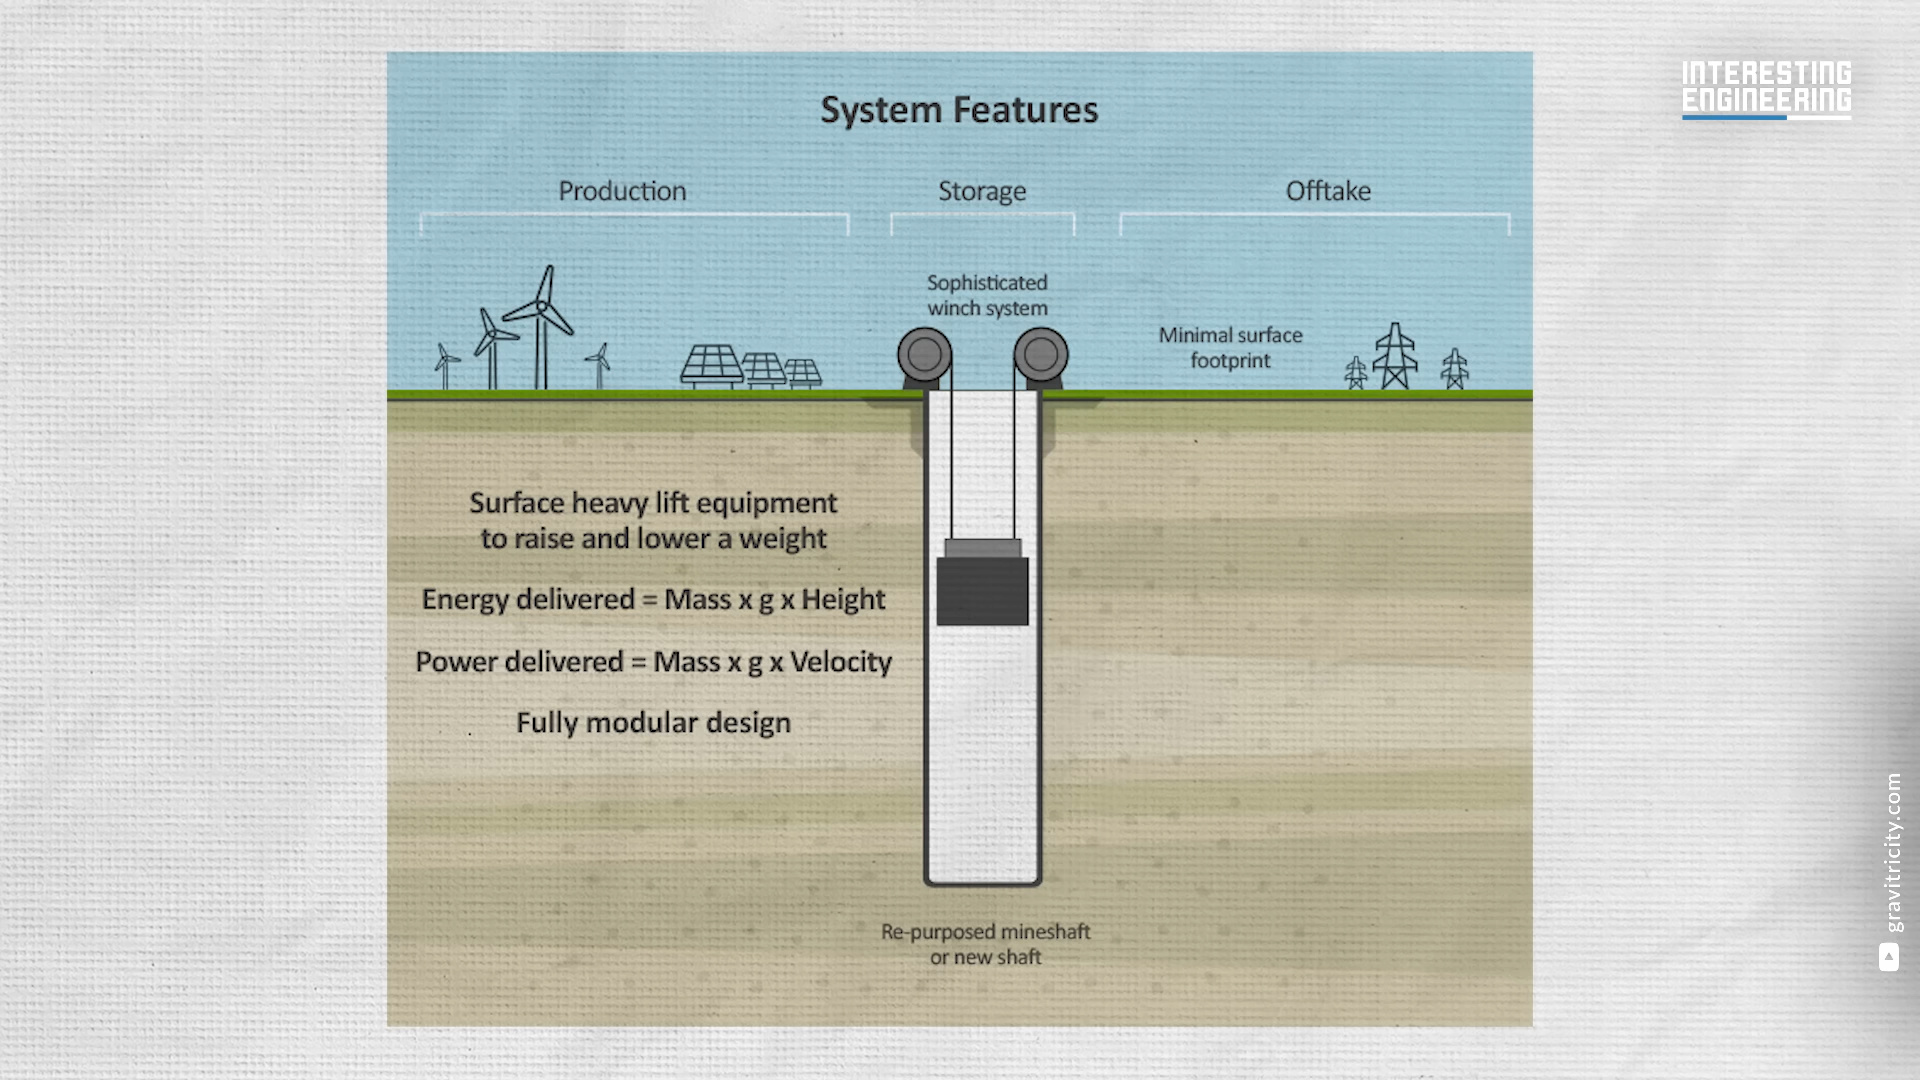 INTERESTING
ENGINEERING
System Features
Production
Storage
Offtake
Sophisticated
winch system
Minimal surface
footprint
Surface heavy lift equipment
to raise and lower a weight
Energy delivered = Mass x g x Height
Power delivered = Mass x g x Velocity
Fully modular design
Re-purposed mineshaft
or new shaft
gravitricity.com